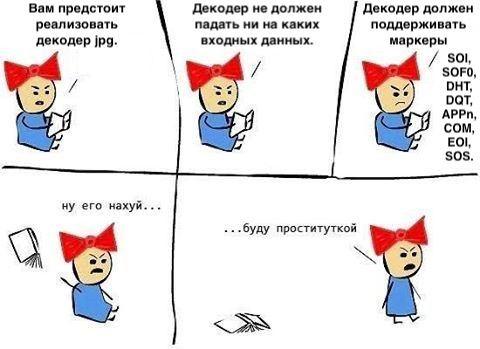 Вам предстоит
реализовать
декодер jpg.
Декодер не должен
падать ни на каких
входных данных.
Декодер должен
поддерживать
маркеры
SOI,
SOF0,
DHT,
DQT,
APPn,
COM,
EOI,
SOS.
ну его нахуй...
...буду проституткой